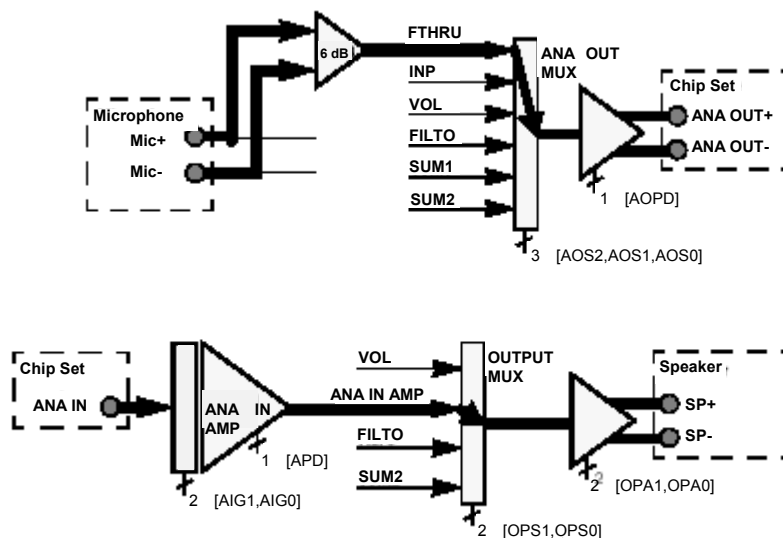 6 dB
FTHRU
ANA OUT
MUX
INP
VOL
FILTO
SUM1
SUM2
Chip Set
ANA OUT+
ANA OUT-
Microphone
Mic+
Mic-
1 [AOPD]
3 [AOS2,AOS1,AOS0]
Chip Set
ANA IN
ANA IN
AMP
1 [APD]
2 [AIG1,AIG0]
VOL
ANA IN AMP
FILTO
SUM2
OUTPUT
MUX
2 [OPS1,OPS0]
Speaker
SP+
SP-
2 [OPA1,OPA0]